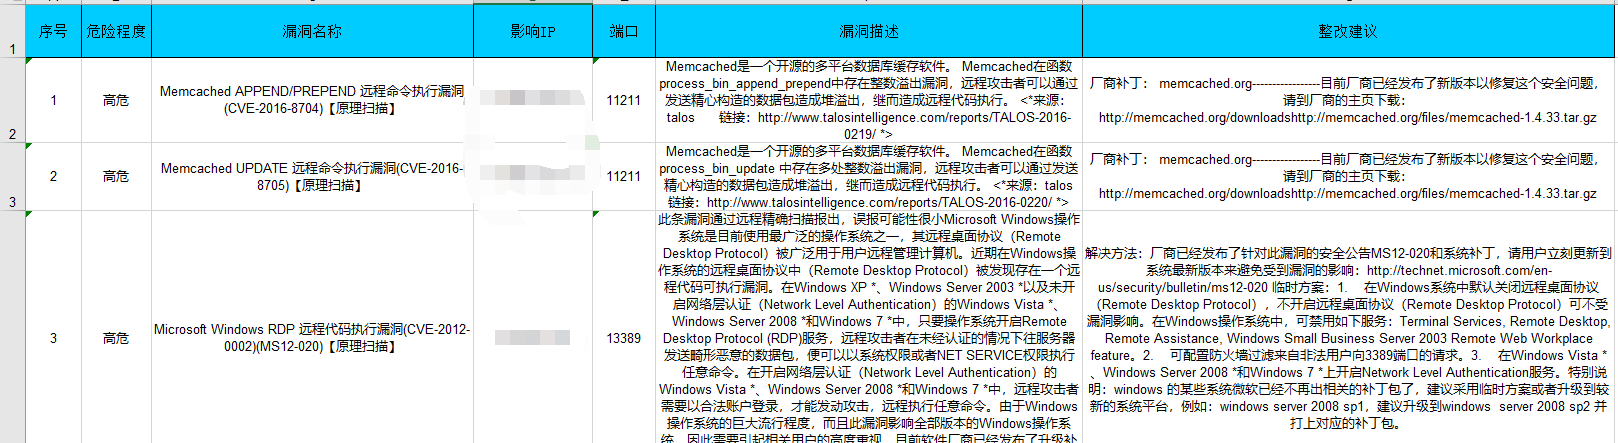 序号 危险程度 漏洞名称 影响IP 端口 漏洞描述 整改建议
1
1 高危
Memcached APPEND/PREPEND 远程命令执行漏洞
(CVE-2016-8704)【原理扫描】
11211
Memcached是一个开源的多平台数据库缓存软件。 Memcached在函数
process_bin_append_prepend中存在整数溢出漏洞，远程攻击者可以通过
发送精心构造的数据包造成堆溢出，继而造成远程代码执行。 <*来源：
talos 链接：http://www.talosintelligence.com/reports/TALOS-2016-
0219/ *>
厂商补丁： memcached.org-----------------目前厂商已经发布了新版本以修复这个安全问题，
请到厂商的主页下载：
http://memcached.org/downloadshttp://memcached.org/files/memcached-1.4.33.tar.gz
2
2 高危
Memcached UPDATE 远程命令执行漏洞(CVE-2016-
8705)【原理扫描】
11211
Memcached是一个开源的多平台数据库缓存软件。 Memcached在函数
process_bin_update 中存在多处整数溢出漏洞，远程攻击者可以通过发送
精心构造的数据包造成堆溢出，继而造成远程代码执行。 <*来源：talos
链接：http://www.talosintelligence.com/reports/TALOS-2016-0220/ *>
厂商补丁： memcached.org-----------------目前厂商已经发布了新版本以修复这个安全问题，
请到厂商的主页下载：
http://memcached.org/downloadshttp://memcached.org/files/memcached-1.4.33.tar.gz
3
3 高危
Microsoft Windows RDP 远程代码执行漏洞(CVE-2012-
0002)(MS12-020)【原理扫描】
13389
此条漏洞通过远程精确扫描报出，误报可能性很小Microsoft Windows操作
系统是目前使用最广泛的操作系统之一，其远程桌面协议（Remote
Desktop Protocol）被广泛用于用户远程管理计算机。近期在Windows操
作系统的远程桌面协议中（Remote Desktop Protocol）被发现存在一个远
程代码可执行漏洞。在Windows XP *、Windows Server 2003 *以及未开
启网络层认证（Network Level Authentication）的Windows Vista *、
Windows Server 2008 *和Windows 7 *中，只要操作系统开启Remote
Desktop Protocol (RDP)服务，远程攻击者在未经认证的情况下往服务器
发送畸形恶意的数据包，便可以以系统权限或者NET SERVICE权限执行
任意命令。在开启网络层认证（Network Level Authentication）的
Windows Vista *、Windows Server 2008 *和Windows 7 *中，远程攻击者
需要以合法账户登录，才能发动攻击，远程执行任意命令。由于Windows
操作系统的巨大流行程度，而且此漏洞影响全部版本的Windows操作系
统，因此需要引起相关用户的高度重视。目前软件厂商已经发布了升级补
解决方法：厂商已经发布了针对此漏洞的安全公告MS12-020和系统补丁，请用户立刻更新到
系统最新版本来避免受到漏洞的影响：http://technet.microsoft.com/en-
us/security/bulletin/ms12-020 临时方案：1. 在Windows系统中默认关闭远程桌面协议
（Remote Desktop Protocol），不开启远程桌面协议（Remote Desktop Protocol）可不受
漏洞影响。在Windows操作系统中，可禁用如下服务：Terminal Services, Remote Desktop,
Remote Assistance, Windows Small Business Server 2003 Remote Web Workplace
feature。2. 可配置防火墙过滤来自非法用户向3389端口的请求。3. 在Windows Vista *
、Windows Server 2008 *和Windows 7 *上开启Network Level Authentication服务。特别说
明：windows 的某些系统微软已经不再出相关的补丁包了，建议采用临时方案或者升级到较
新的系统平台，例如：windows server 2008 sp1，建议升级到windows server 2008 sp2 并
打上对应的补丁包。